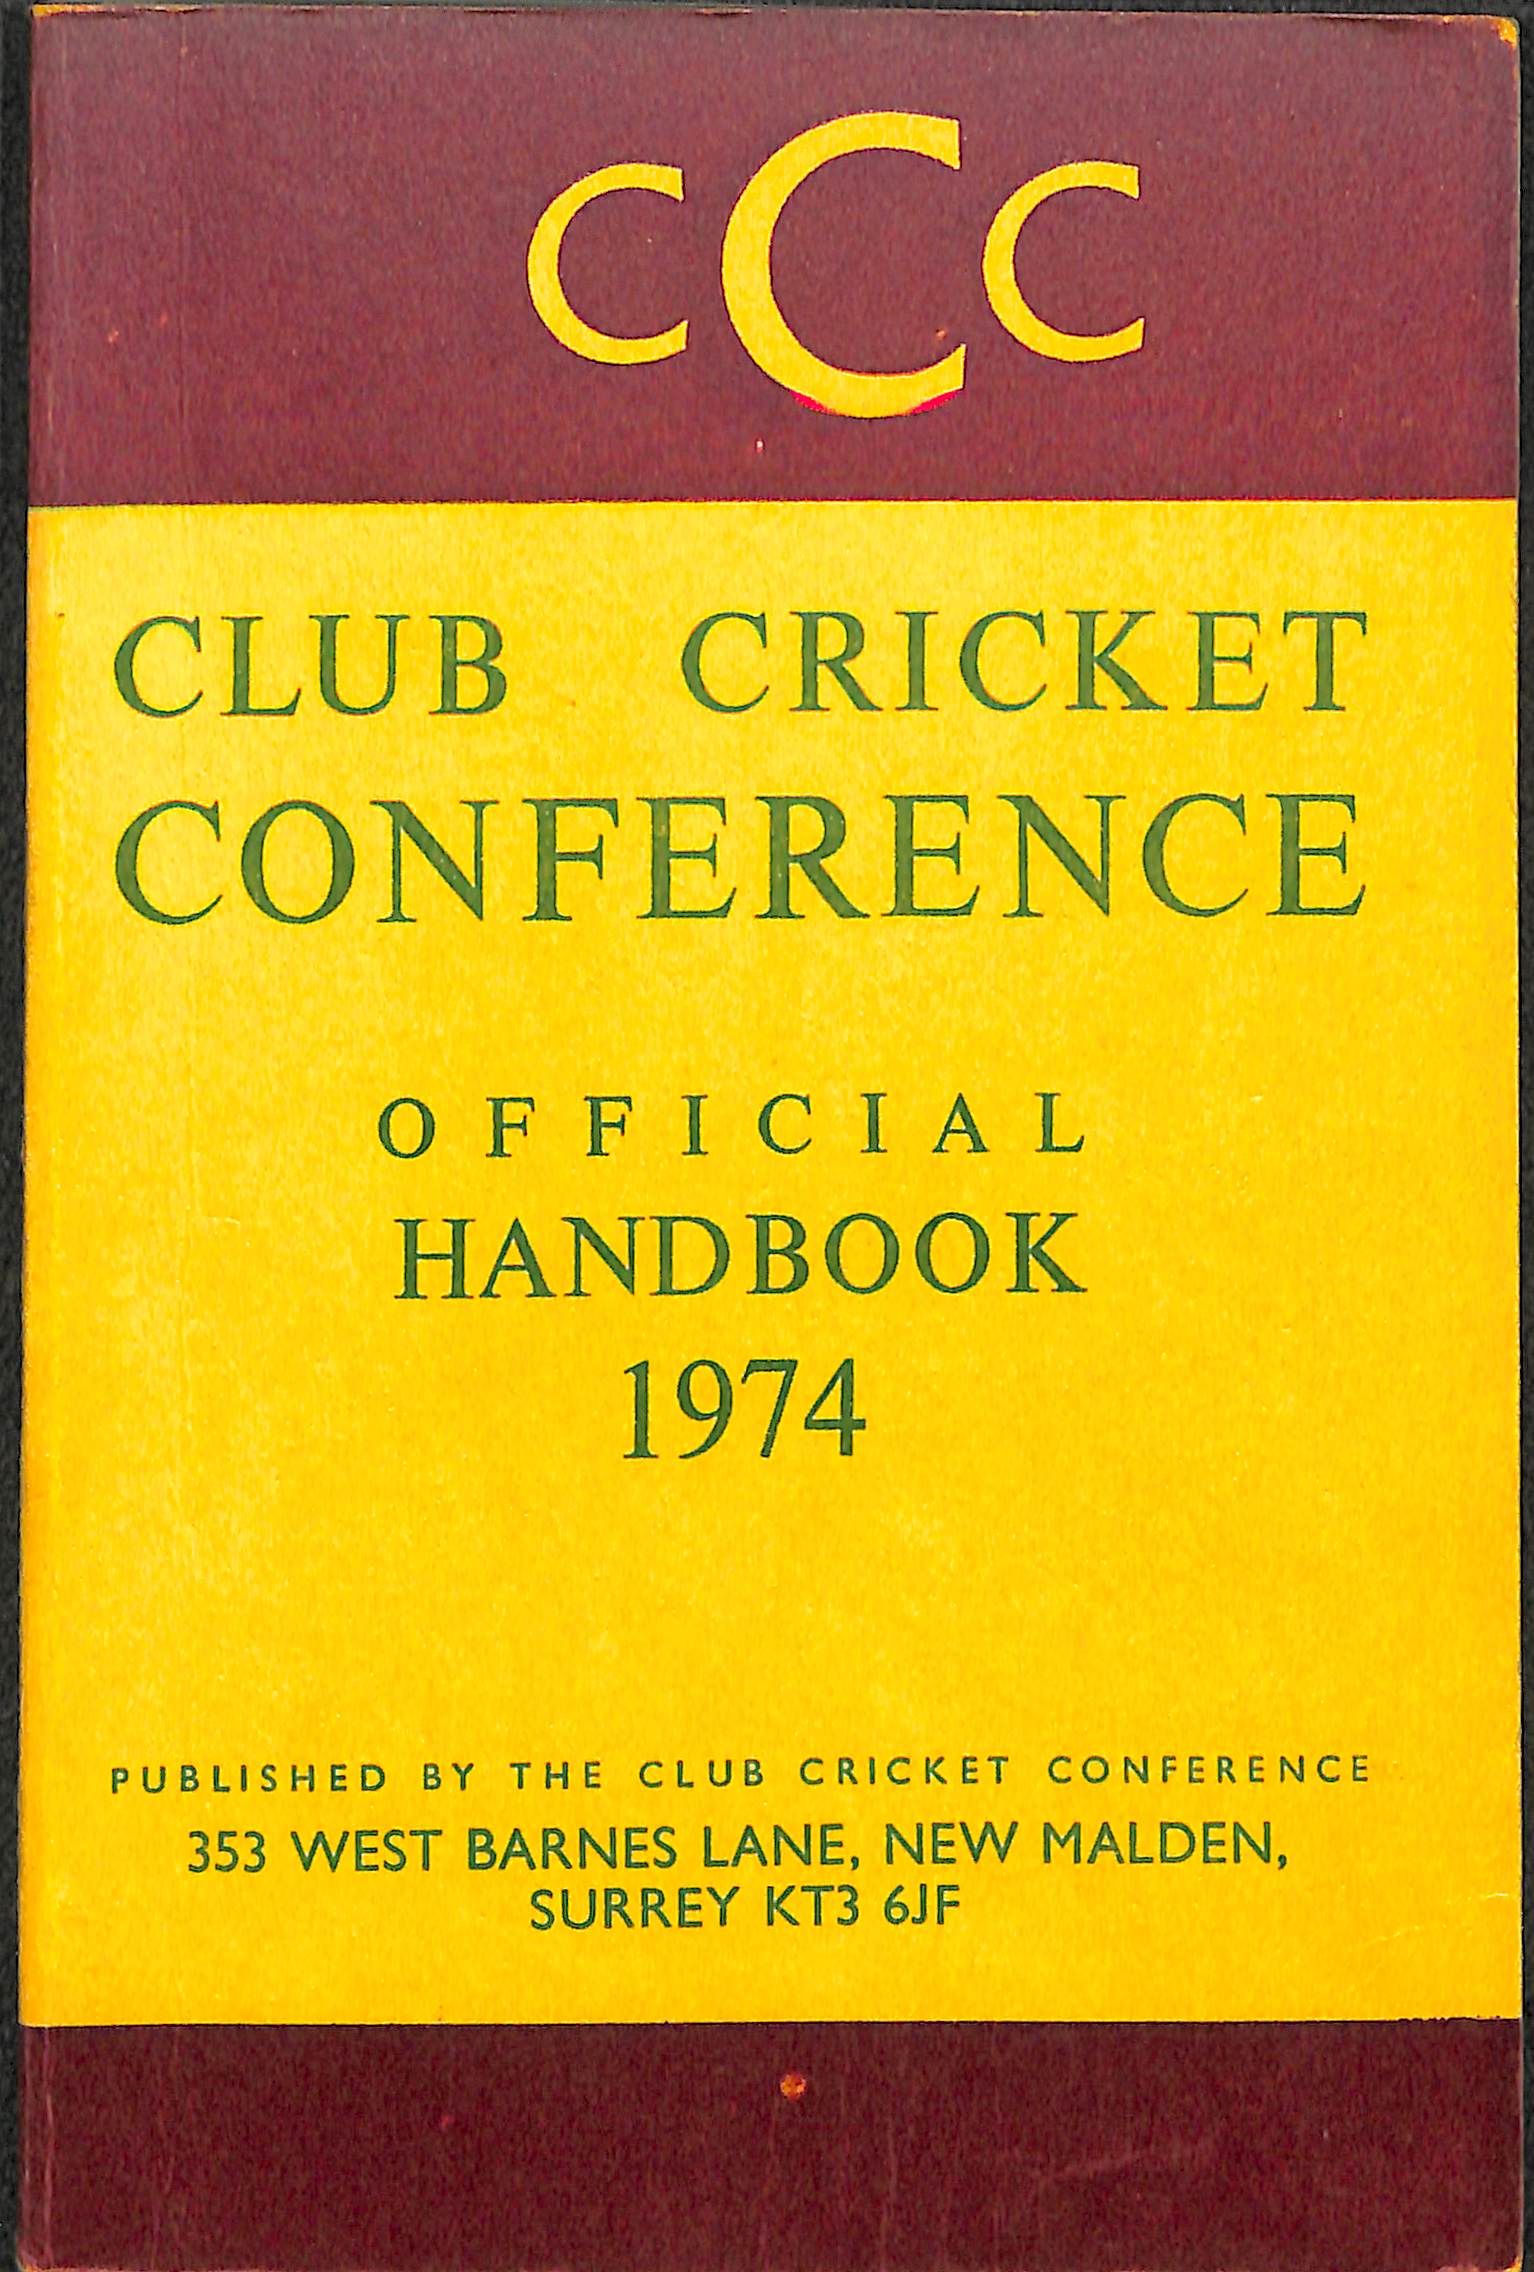 CCC
CLUB CRICKET
CONFERENCE
OFFICIAL
HANDBOOK
1974
PUBLISHED BY THE CLUB CRICKET CONFERENCE
353 WEST BARNES LANE, NEW MALDEN,
SURREY KT3 6JF